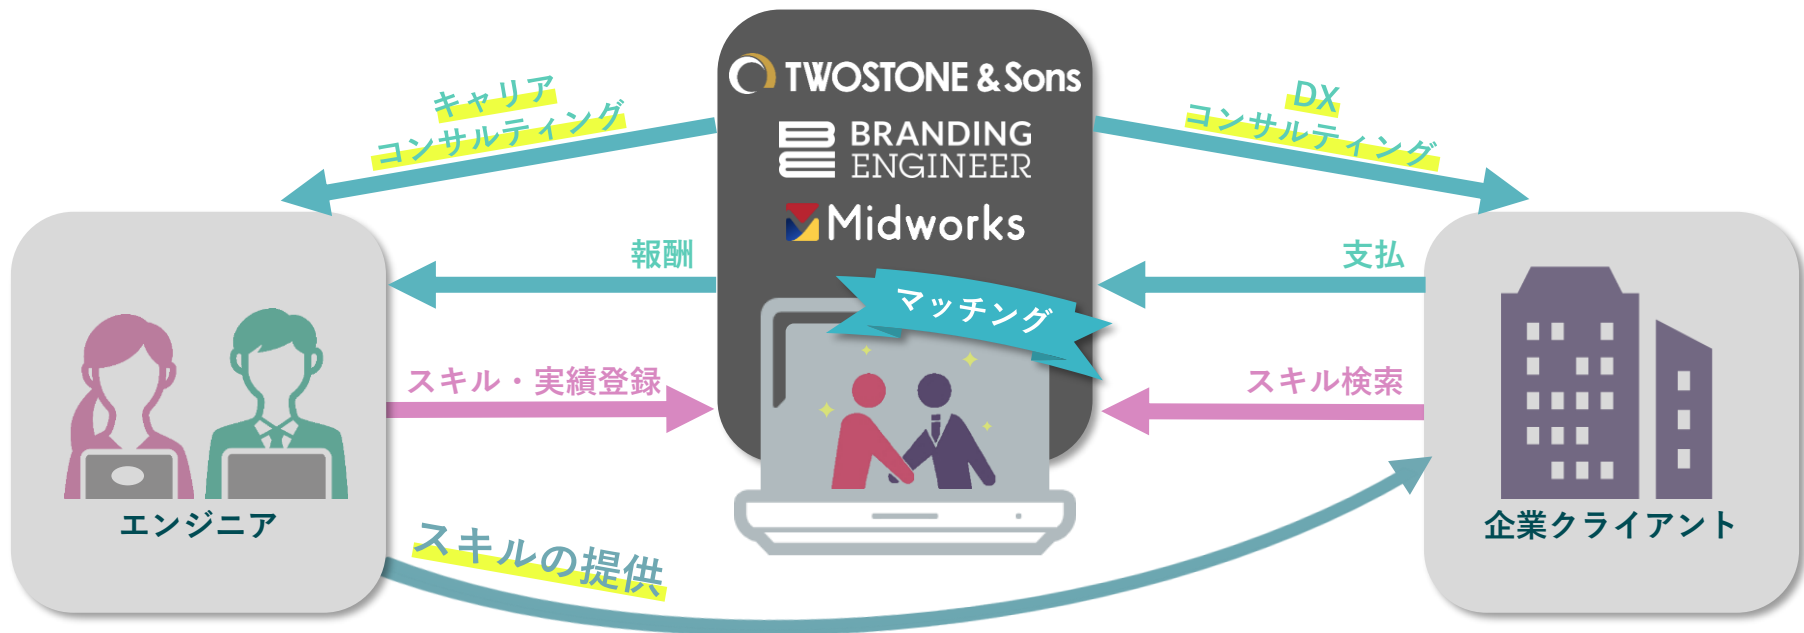 TWOSTONE & Sons
BRANDING
ENGINEER
Midworks
マッチング
キャリア
コンサルティング
DX
コンサルティング
報酬
支払
スキル・実績登録
スキル検索
エンジニア
企業クライアント
スキルの提供